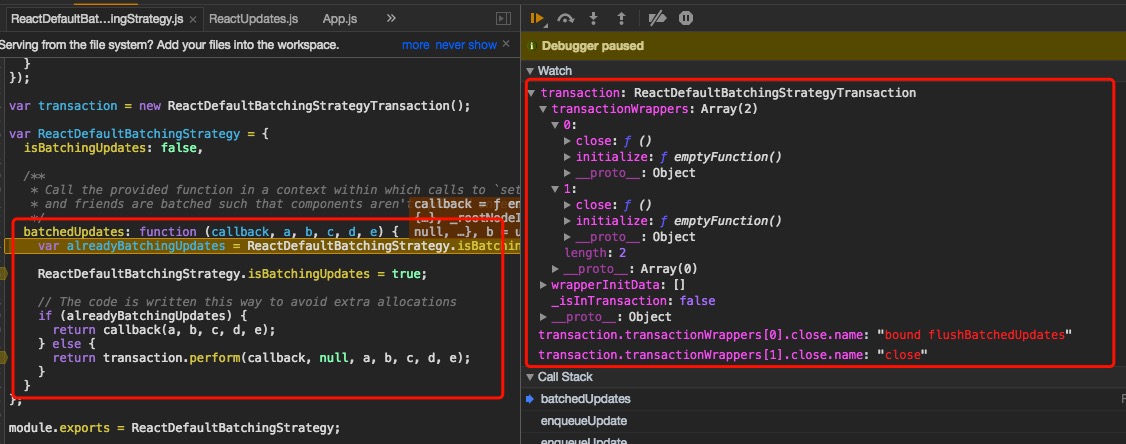 ReactDefaultBat...ingStrategy.js × ReactUpdates.js App.js »
Serving from the file system? Add your files into the workspace. more never show ×
}
});
var transaction = new ReactDefaultBatchingStrategyTransaction();
var ReactDefaultBatchingStrategy = {
isBatchingUpdates: false,
/**
* Call the provided function in a context within which calls to `set
* and friends are batched such that components aren't
callback = ƒ en
{…}, _rootNodeI
null, …}, b = u
*/
batchedUpdates: function (callback, a, b, c, d, e) {
var alreadyBatchingUpdates = ReactDefaultBatchingStrategy.isBatchin
ReactDefaultBatchingStrategy.isBatchingUpdates = true;
// The code is written this way to avoid extra allocations
if (alreadyBatchingUpdates) {
return callback(a, b, c, d, e);
} else {
return transaction.perform(callback, null, a, b, c, d, e);
}
}
};
module.exports = ReactDefaultBatchingStrategy;
Debugger paused
Watch
transaction: ReactDefaultBatchingStrategyTransaction
transactionWrappers: Array(2)
0:
close: ƒ ()
initialize: ƒ emptyFunction()
__proto__: Object
1:
close: ƒ ()
initialize: ƒ emptyFunction()
__proto__: Object
length: 2
__proto__: Array(0)
wrapperInitData: []
_isInTransaction: false
__proto__: Object
transaction.transactionWrappers[0].close.name: "bound flushBatchedUpdates"
transaction.transactionWrappers[1].close.name: "close"
Call Stack
batchedUpdates
enqueueUpdate
enqueueUpdate